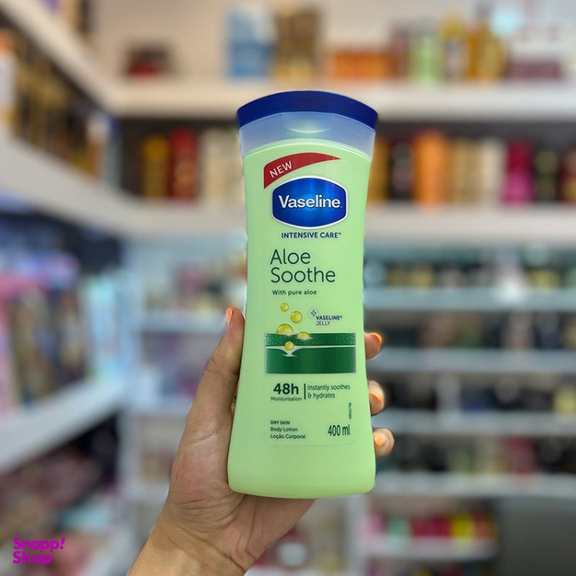 NEW
Vaseline
INTENSIVE CARE™
Aloe
Soothe
With pure aloe
VASELINE®
JELLY
48h
Moisturisation
Instantly soothes
& hydrates
DRY SKIN
Body Lotion
Loção Corporal
400 ml
Snapp!
Shop